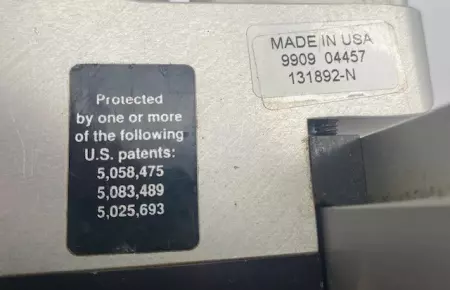 Protected
by one or more
of the following
U.S. patents:
5,058,475
5,083,489
5,025,693
MADE IN USA
9909 04457
131892-N